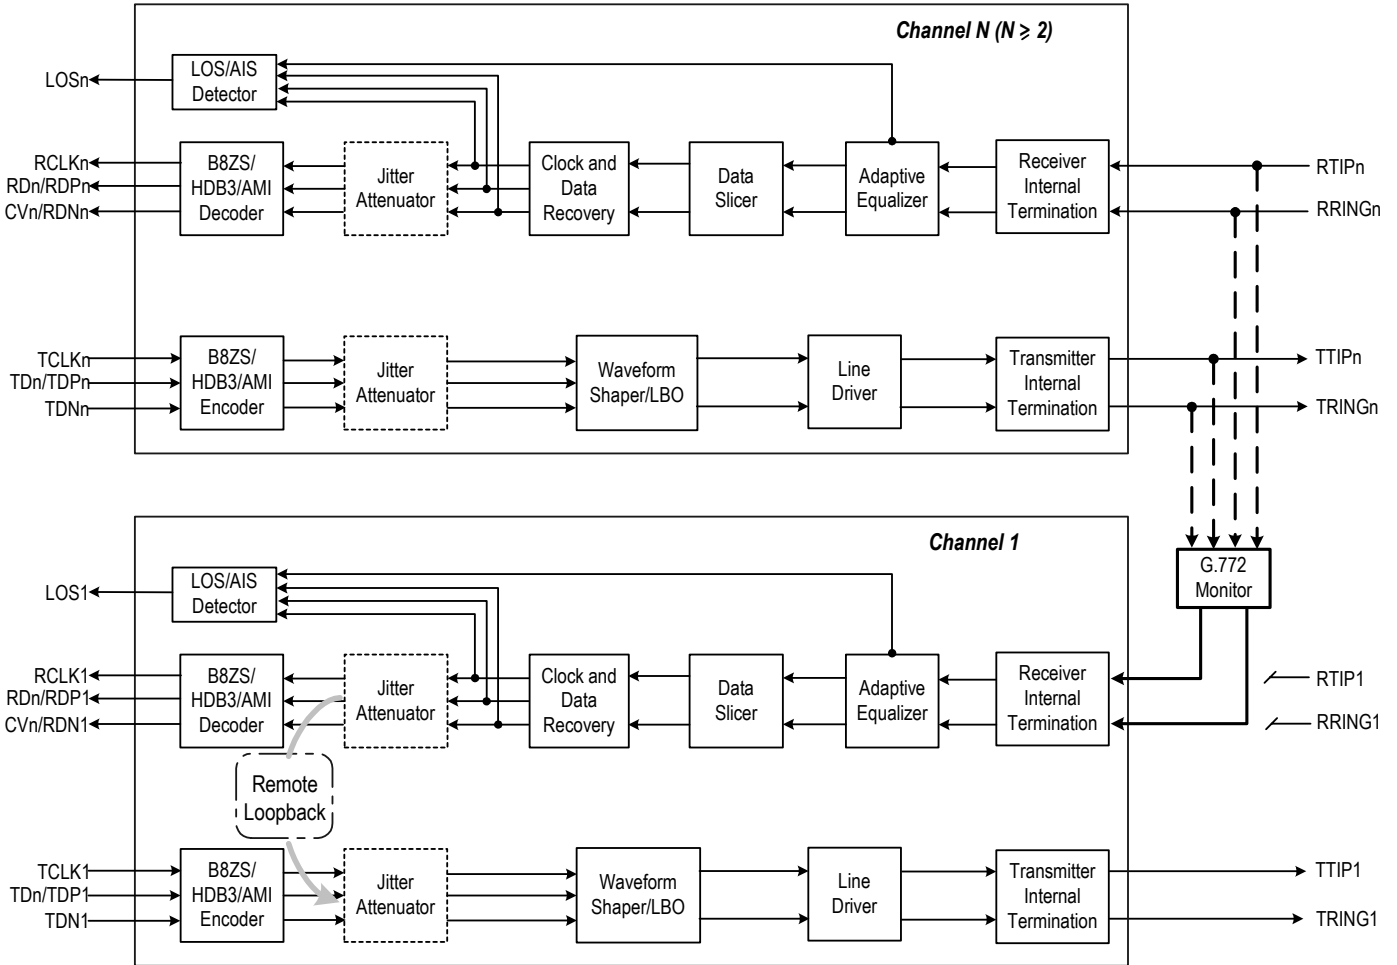 Channel N (N ≥ 2)
LOSn
LOS/AIS
Detector
RCLKn
RDn/RDPn
CVn/RDNn
B8ZS/
HDB3/AMI
Decoder
Jitter
Attenuator
Clock and
Data
Recovery
Data
Slicer
Adaptive
Equalizer
Receiver
Internal
Termination
RTIPn
RRINGn
TCLKn
TDn/TDPn
TDNn
B8ZS/
HDB3/AMI
Encoder
Jitter
Attenuator
Waveform
Shaper/LBO
Line
Driver
Transmitter
Internal
Termination
TTIPn
TRINGn
Channel 1
G.772
Monitor
LOS1
LOS/AIS
Detector
RCLK1
RDn/RDP1
CVn/RDN1
B8ZS/
HDB3/AMI
Decoder
Jitter
Attenuator
Clock and
Data
Recovery
Data
Slicer
Adaptive
Equalizer
Receiver
Internal
Termination
RTIP1
RRING1
Remote
Loopback
TCLK1
TDn/TDP1
TDN1
B8ZS/
HDB3/AMI
Encoder
Jitter
Attenuator
Waveform
Shaper/LBO
Line
Driver
Transmitter
Internal
Termination
TTIP1
TRING1